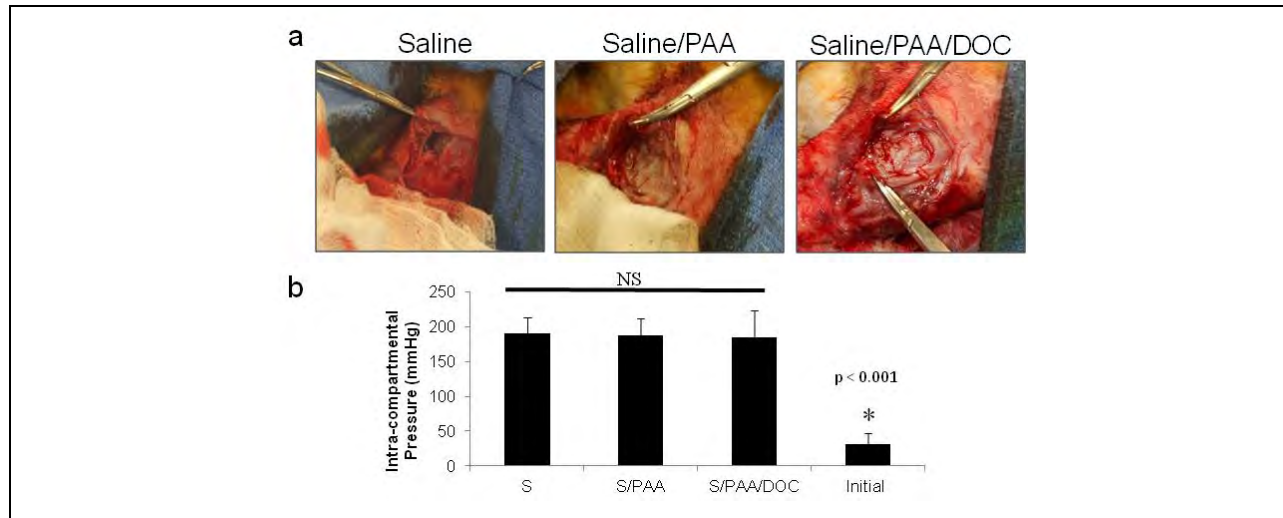 a
Saline Saline/PAA Saline/PAA/DOC
b
NS
Intra-compartmental
Pressure (mmHg)
250
200
150
100
50
0
p < 0.001
*
S S/PAA S/PAA/DOC Initial